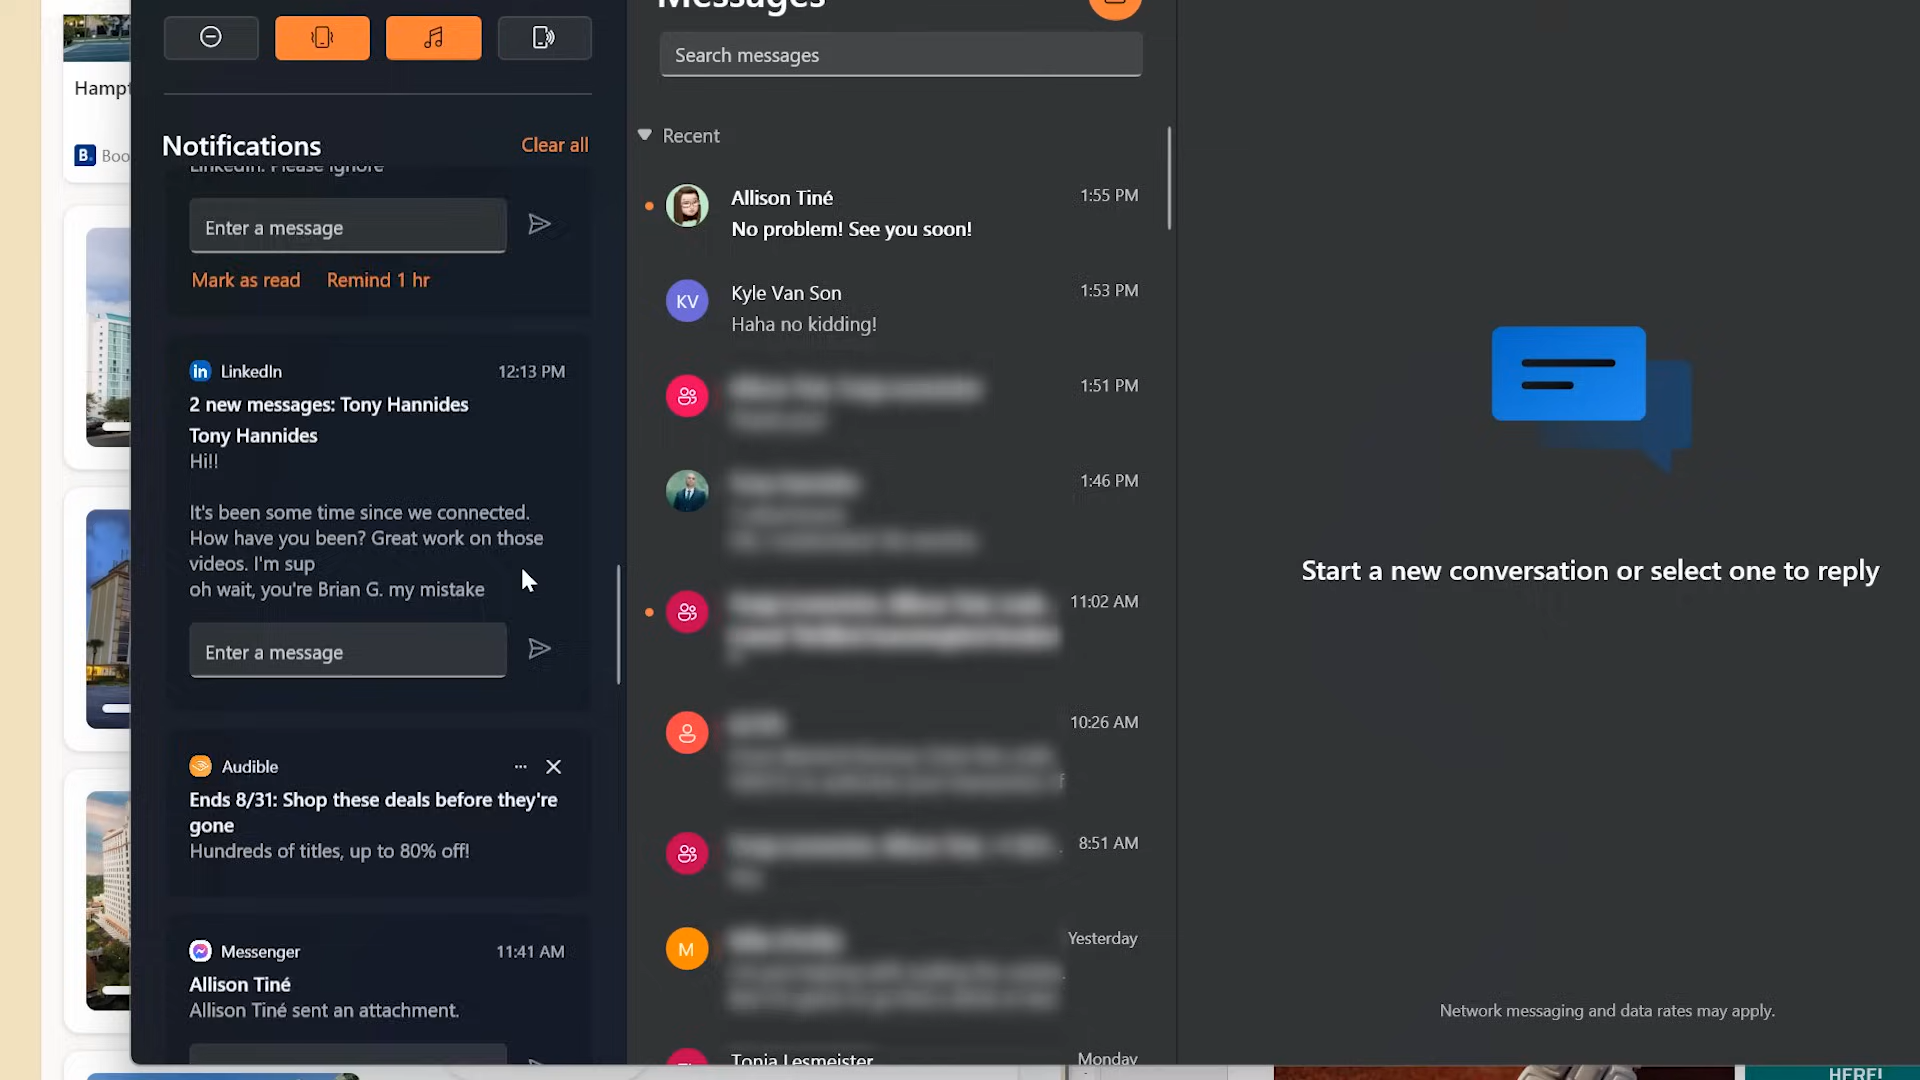 Messages
Search messages
Hampt
B.
Boo
Notifications
Clear all
LinkedIn: Please ignore
Enter a message
Mark as read
Remind 1 hr
in
LinkedIn
12:13 PM
2 new messages: Tony Hannides
Tony Hannides
Hi!!
It's been some time since we connected.
How have you been? Great work on those
videos. I'm sup
oh wait, you're Brian G. my mistake
Enter a message
Audible
Ends 8/31: Shop these deals before they're
gone
Hundreds of titles, up to 80% off!
Messenger
11:41 AM
Allison Tiné
Allison Tiné sent an attachment.
Recent
Allison Tiné
1:55 PM
No problem! See you soon!
KV
Kyle Van Son
1:53 PM
Haha no kidding!
1:51 PM
1:46 PM
11:02 AM
10:26 AM
8:51 AM
M
Yesterday
Tonia Lesmeister
Monday
Start a new conversation or select one to reply
Network messaging and data rates may apply.
HERE!